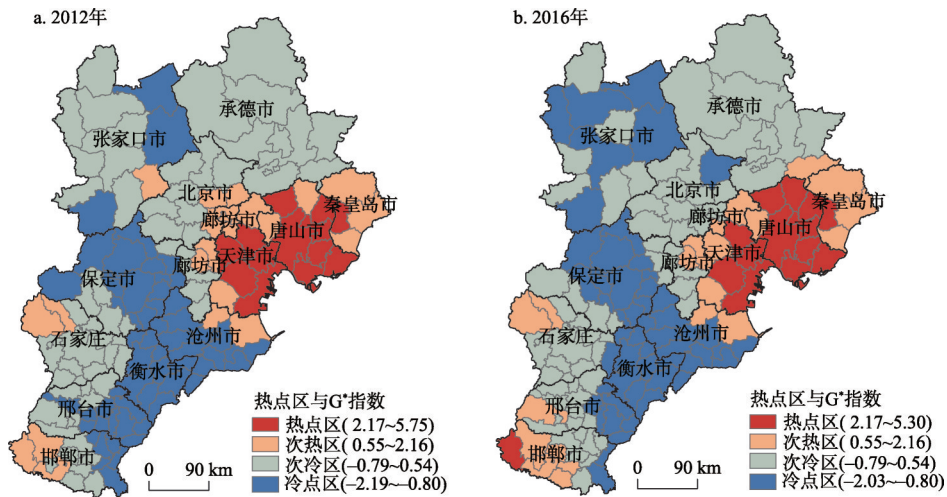 a. 2012年
承德市
张家口市
北京市
廊坊市
秦皇岛市
唐山市
廊坊市
天津市
保定市
沧州市
石家庄
衡水市
邢台市
邯郸市
热点区与G*指数
热点区( 2.17~5.75)
次热区( 0.55~2.16)
次冷区(–0.79~0.54)
冷点区(–2.19~–0.80)
0 90 km
b. 2016年
承德市
张家口市
北京市
廊坊市
秦皇岛市
唐山市
廊坊市
天津市
保定市
沧州市
石家庄
衡水市
邢台市
邯郸市
热点区与G*指数
热点区( 2.17~5.30)
次热区( 0.55~2.16)
次冷区(–0.79~0.54)
冷点区(–2.03~–0.80)
0 90 km